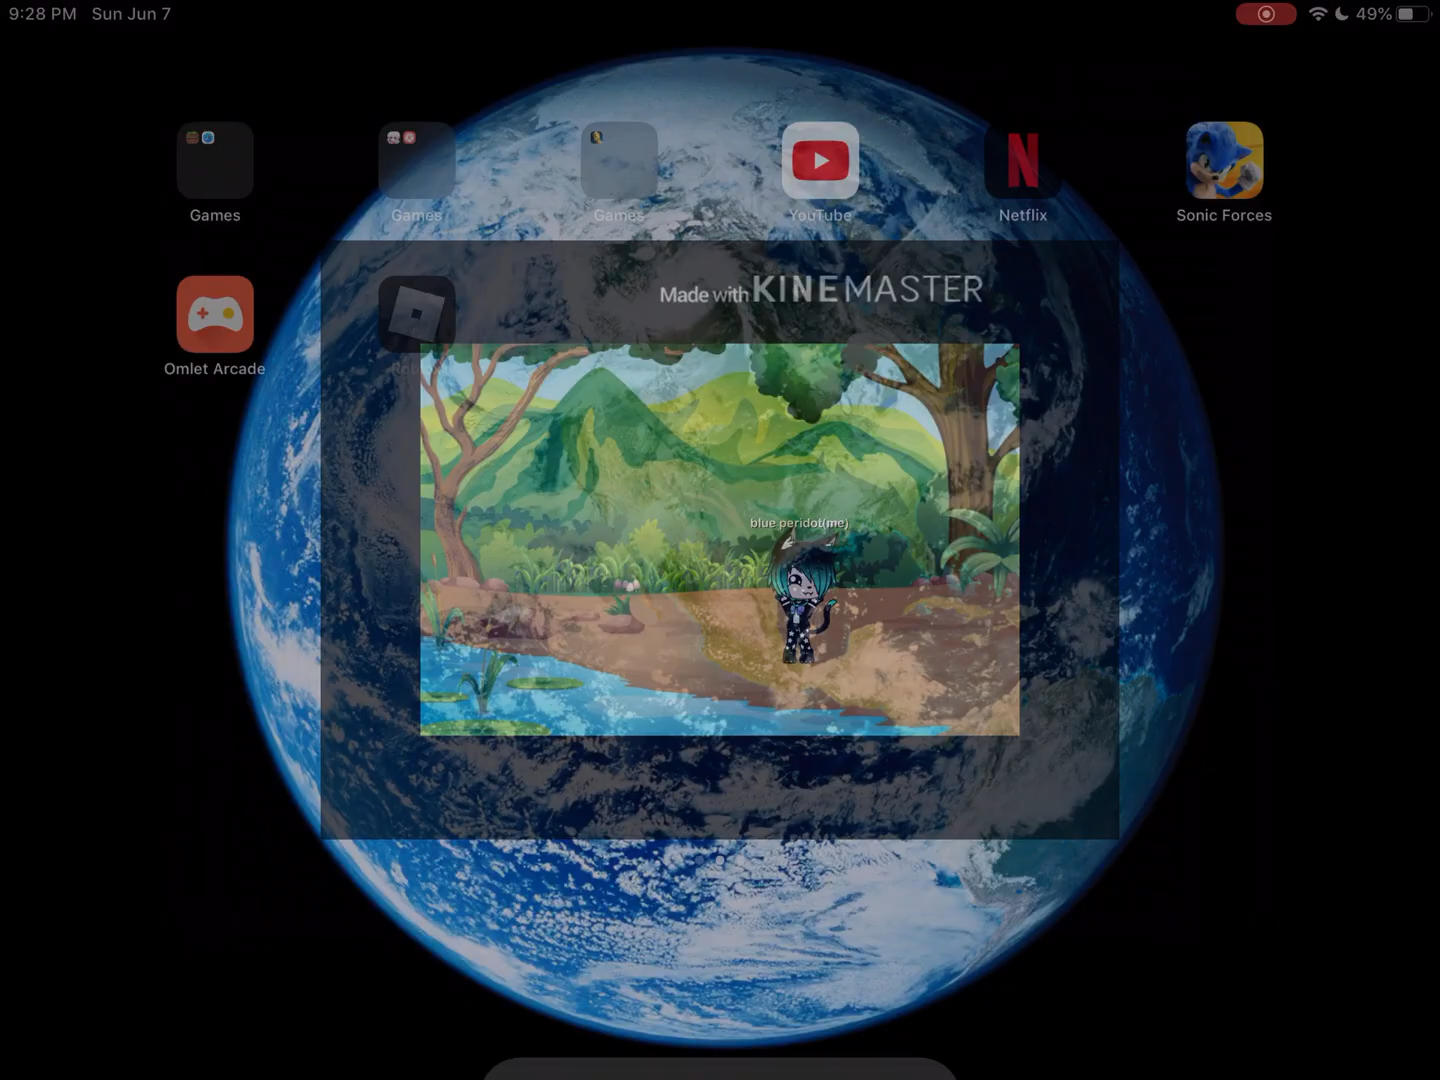 9:28 PM Sun Jun 7
49%
Games
Games
Games
YouTube
Netflix
Sonic Forces
Made with KINEMASTER
Omlet Arcade
blue peridot(me)